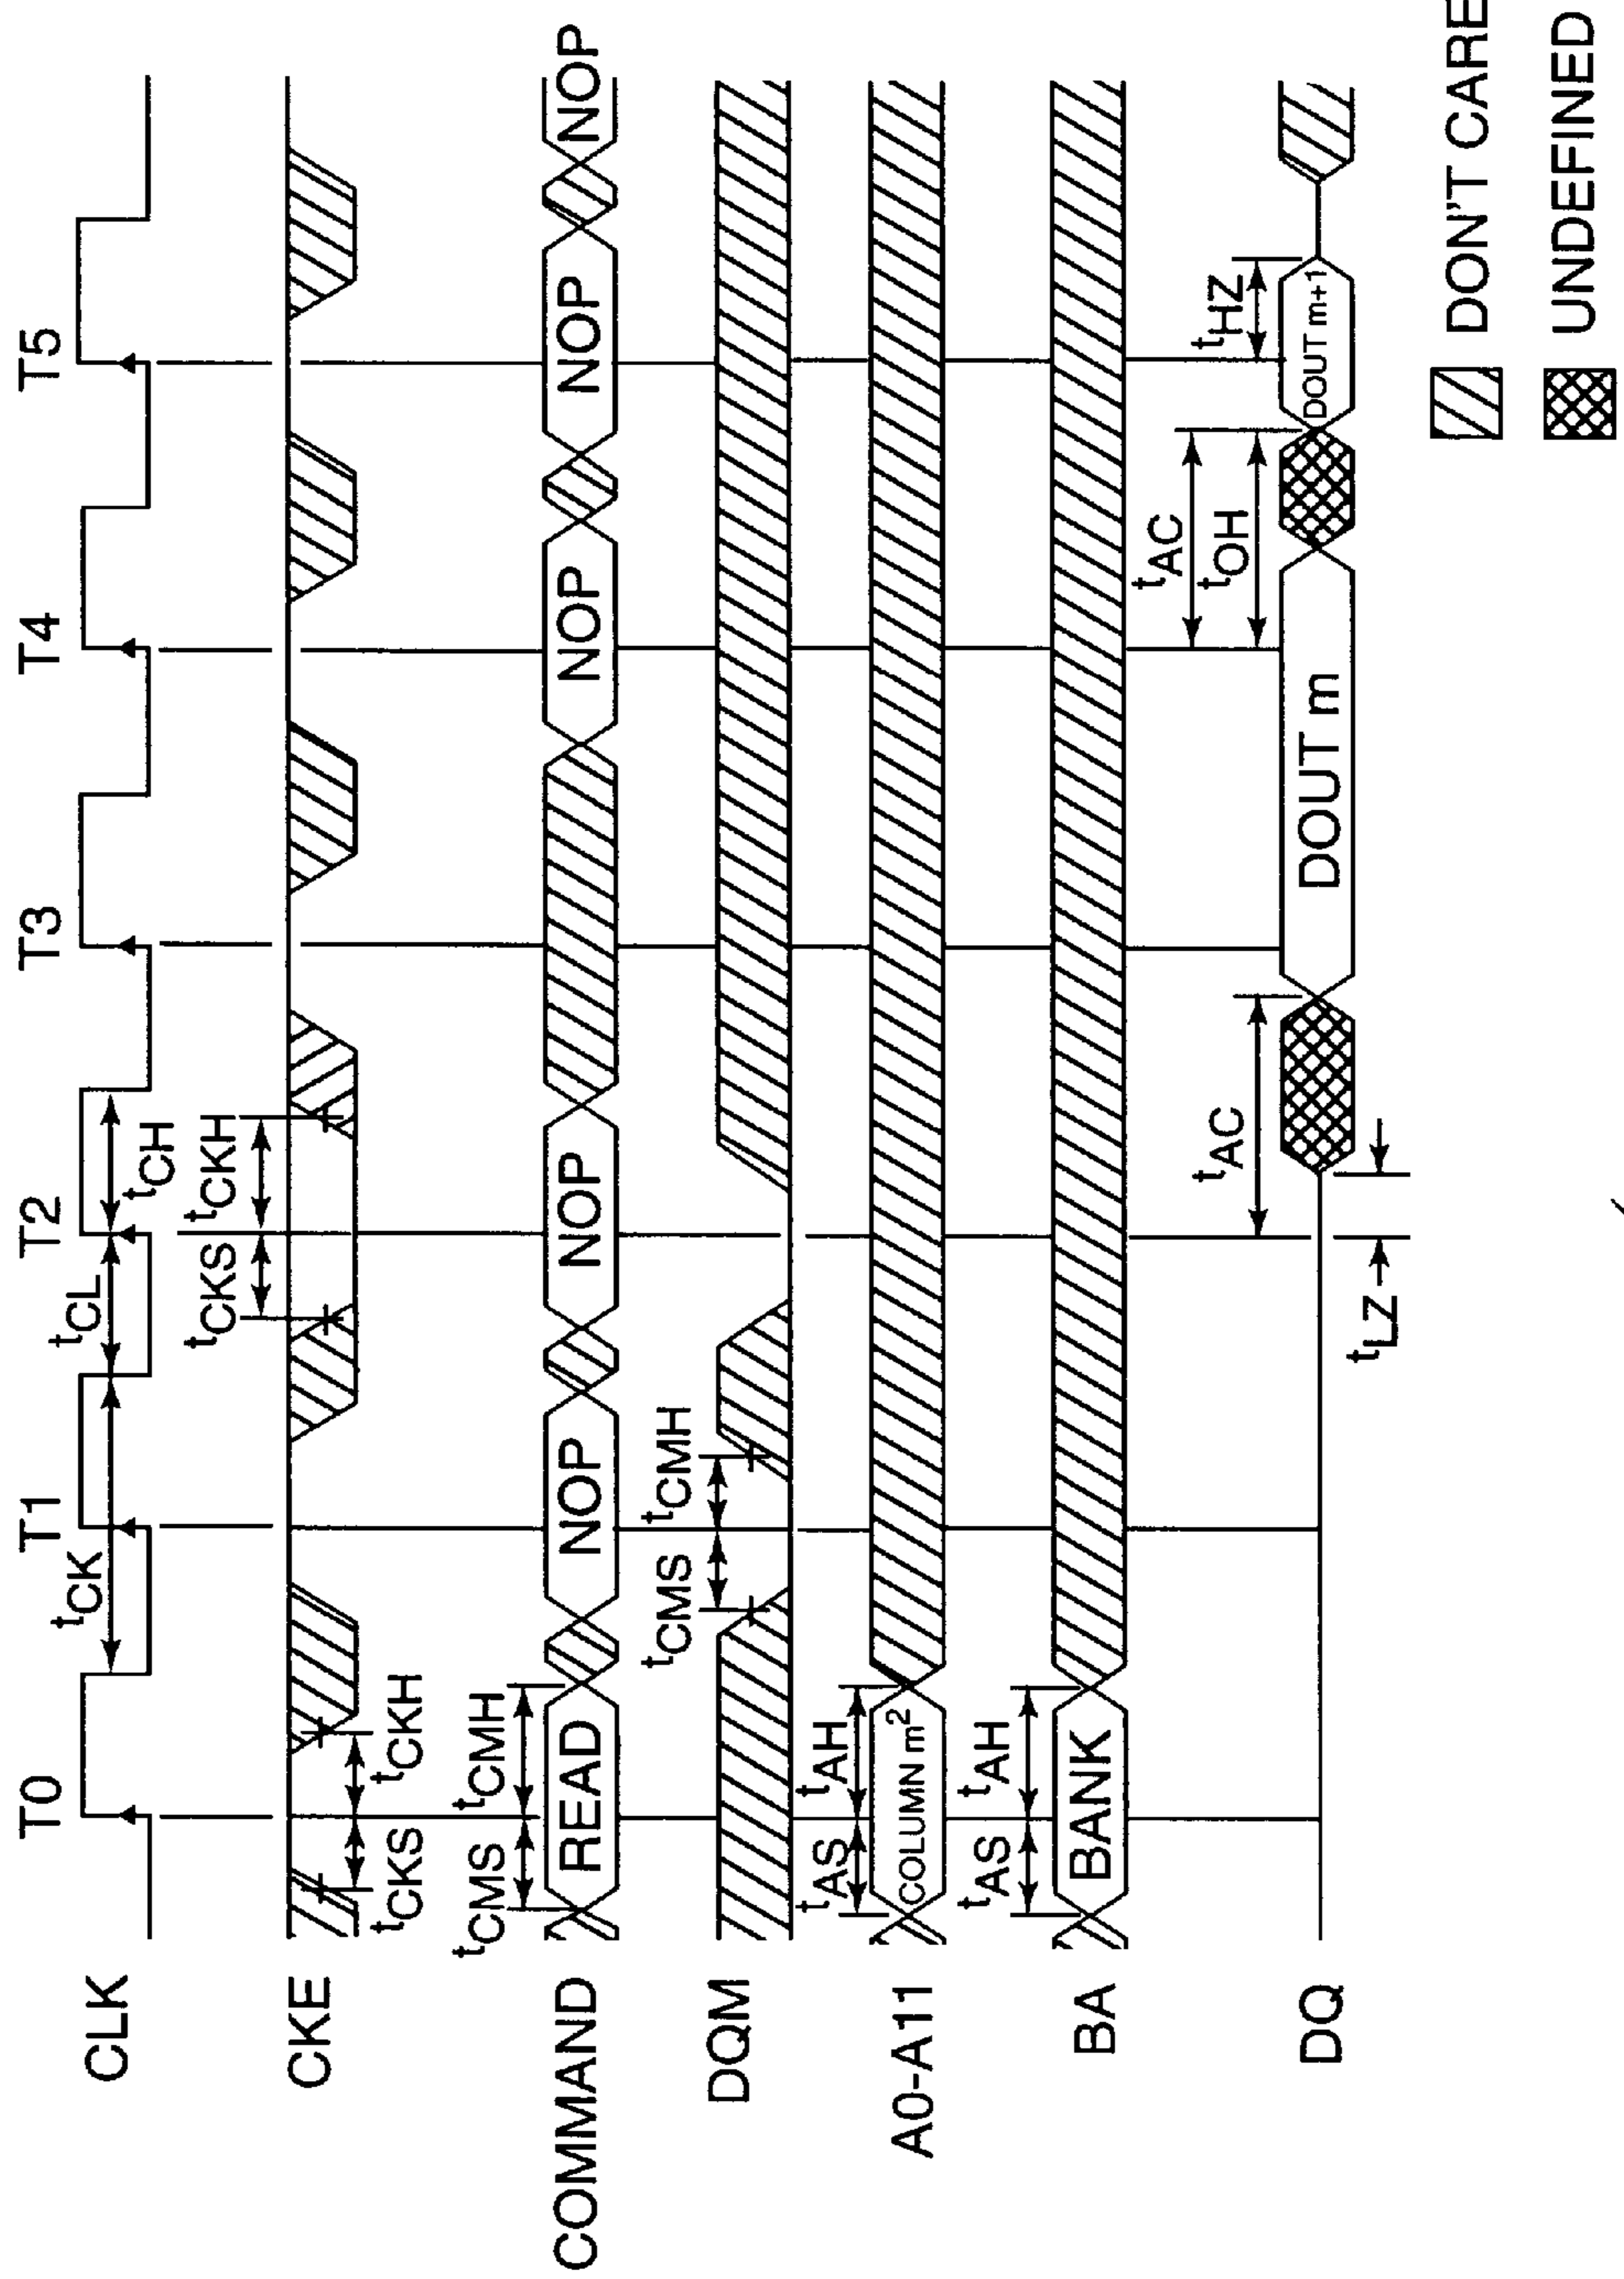 T0 T1 T2 T3 T4 T5
CLK
tCK tCL tCH
CKE
tCKS tCKH tCKS tCKH
tCMS tCMH
COMMAND READ NOP NOP NOP NOP NOP
tCMS tCMH
DQM
tAS tAH
A0-A11 COLUMN m2
tAS tAH
BA BANK
tAC tAC
tOH tHZ
DQ DOUT m DOUT m+1
tLZ
DON'T CARE
UNDEFINED